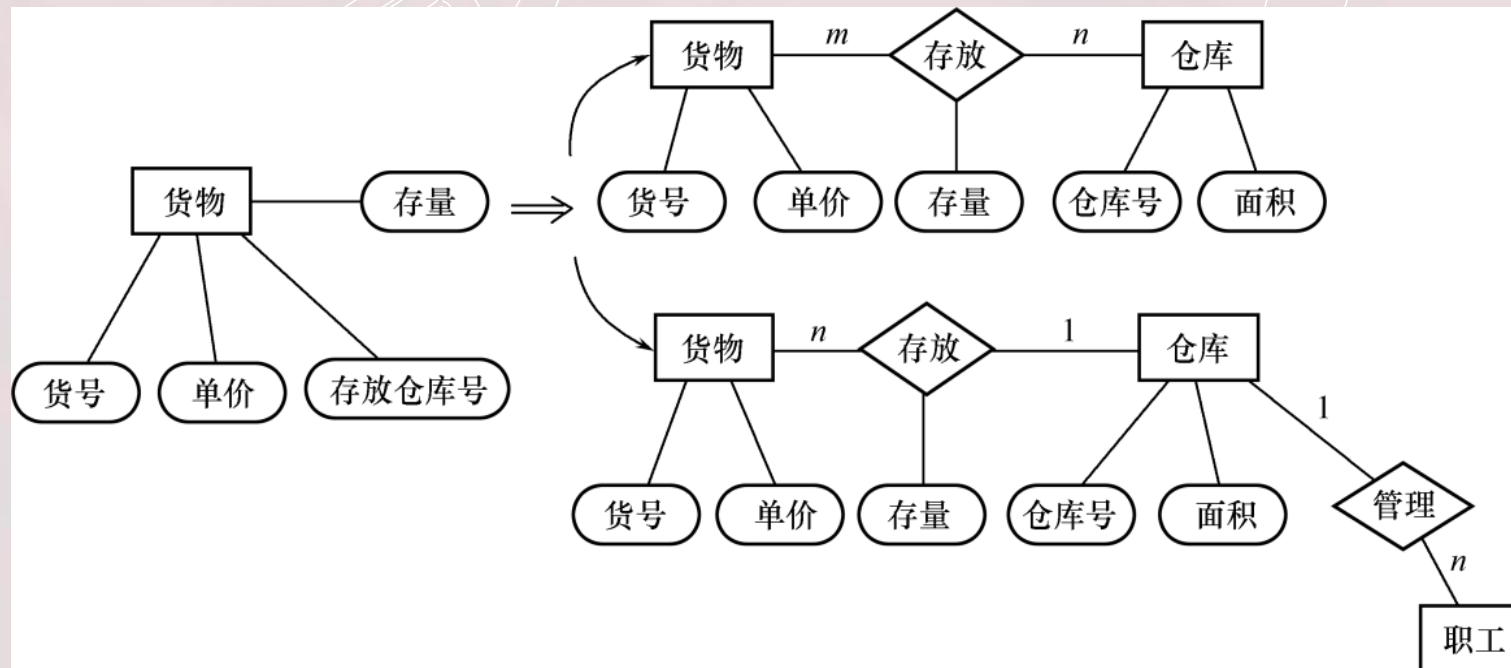 货物 m 存放 n 仓库
货号 单价 存量 仓库号 面积
货物 存量
货号 单价 存放仓库号
货物 n 存放 1 仓库
1
货号 单价 存量 仓库号 面积 管理
n
职工